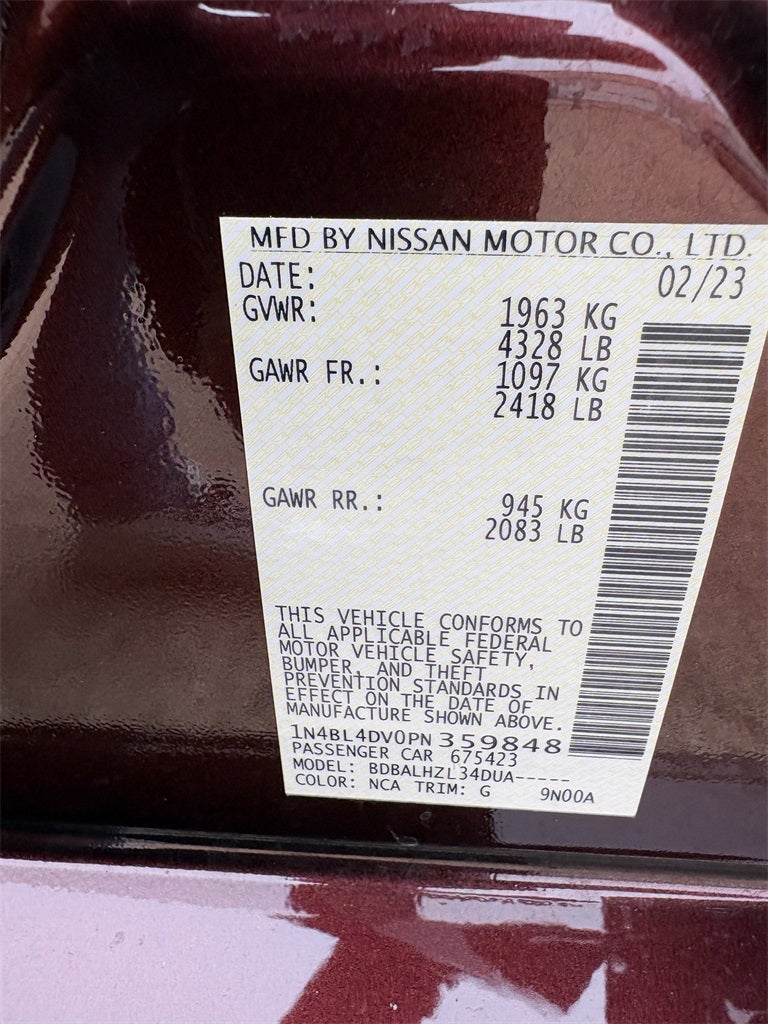 MFD BY NISSAN MOTOR CO., LTD.
DATE: 02/23
GVWR: 1963 KG
4328 LB
GAWR FR.: 1097 KG
2418 LB
GAWR RR.: 945 KG
2083 LB
THIS VEHICLE CONFORMS TO
ALL APPLICABLE FEDERAL
MOTOR VEHICLE SAFETY,
BUMPER, AND THEFT
PREVENTION STANDARDS IN
EFFECT ON THE DATE OF
MANUFACTURE SHOWN ABOVE.
1N4BL4DV0PN359848
PASSENGER CAR 675423
MODEL: BDBALHZL34DUA-----
COLOR: NCA TRIM: G 9N00A